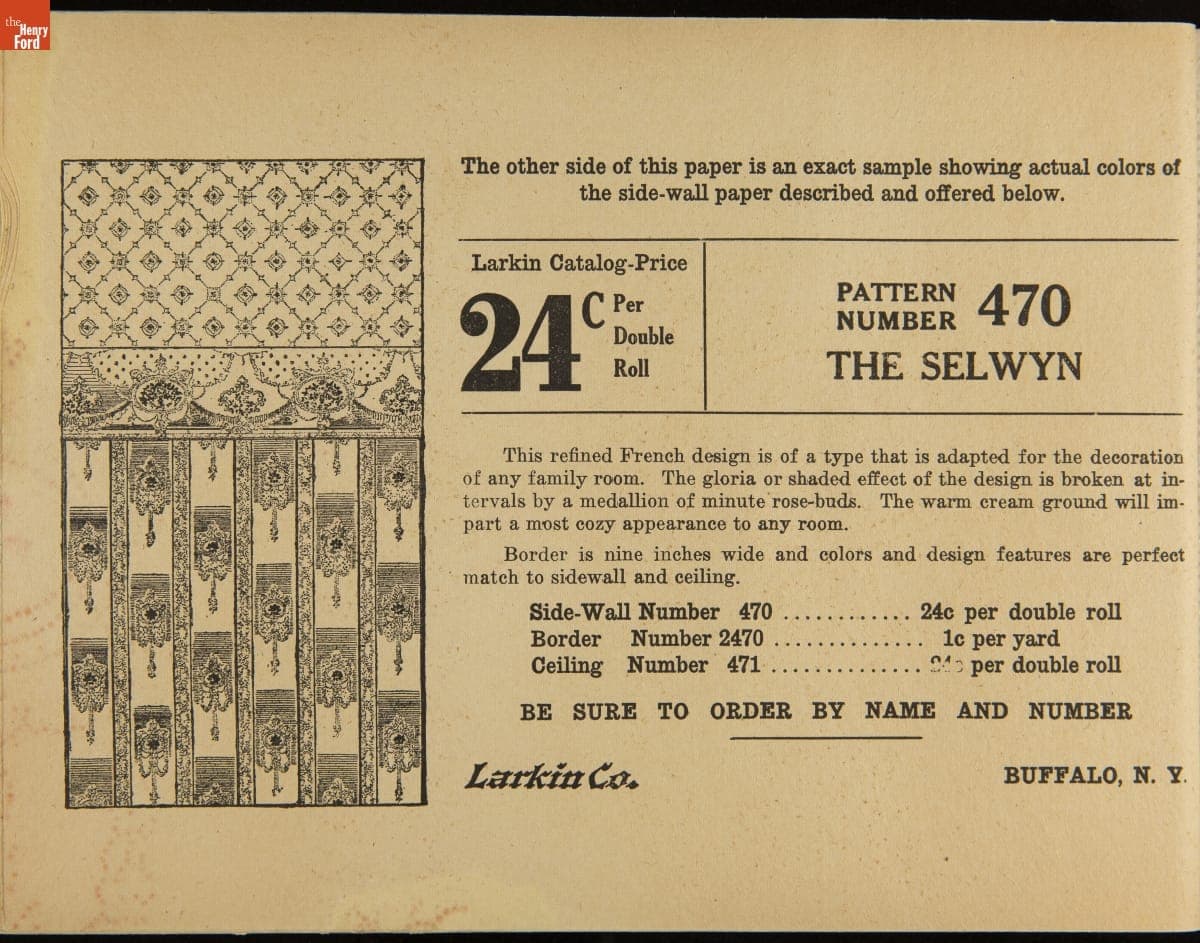 the
Henry
Ford
The other side of this paper is an exact sample showing actual colors of
the side-wall paper described and offered below.
Larkin Catalog-Price
24c Per
Double
Roll
PATTERN
NUMBER 470
THE SELWYN
This refined French design is of a type that is adapted for the decoration
of any family room. The gloria or shaded effect of the design is broken at in-
tervals by a medallion of minute rose-buds. The warm cream ground will im-
part a most cozy appearance to any room.
Border is nine inches wide and colors and design features are perfect
match to sidewall and ceiling.
Side-Wall Number 470 ............ 24c per double roll
Border Number 2470 .............. 1c per yard
Ceiling Number 471 .............. per double roll
BE SURE TO ORDER BY NAME AND NUMBER
Larkin Co.
BUFFALO, N. Y.